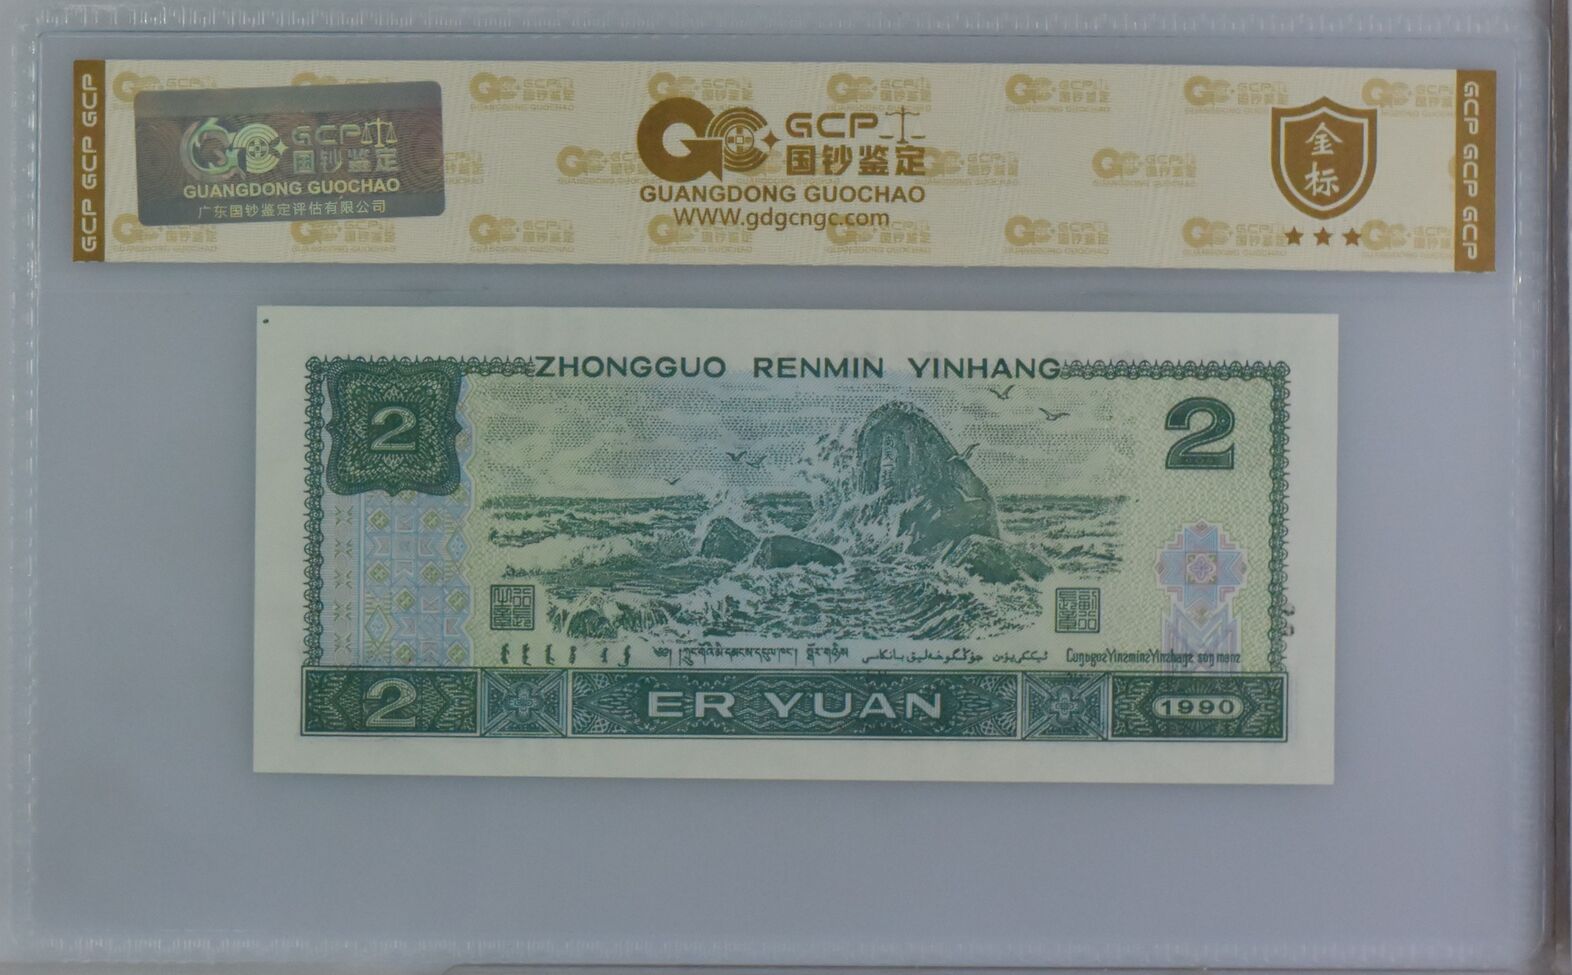 GCP GCP GCP
GCP
国钞鉴定
GUANGDONG GUOCHAO
广东国钞鉴定评估有限公司
GCP
国钞鉴定
GUANGDONG GUOCHAO
WWW.gdgcngc.com
金标
GCP GCP GCP
ZHONGGUO RENMIN YINHANG
2
2
2
ER YUAN
1990